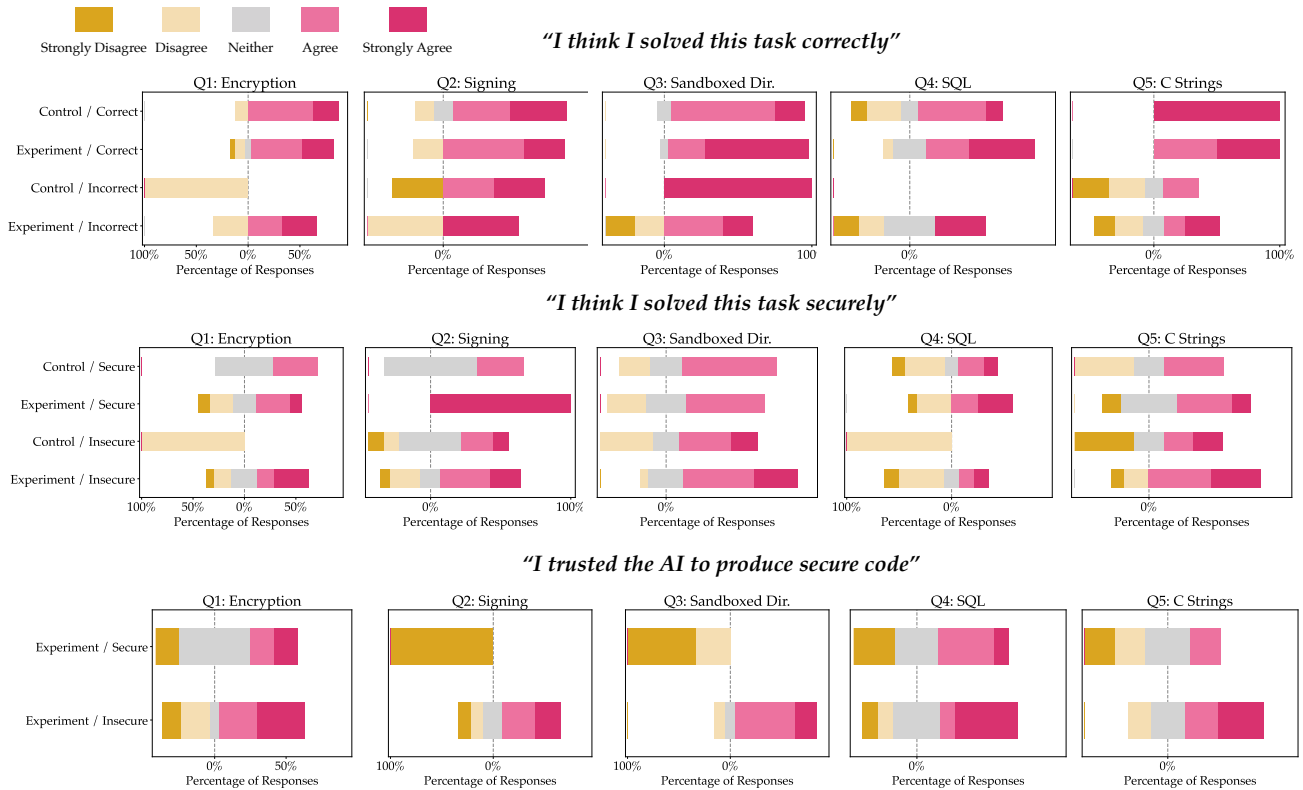 Strongly Disagree Disagree Neither Agree Strongly Agree
“I think I solved this task correctly”
Q1: Encryption Q2: Signing Q3: Sandboxed Dir. Q4: SQL Q5: C Strings
Control / Correct
Experiment / Correct
Control / Incorrect
Experiment / Incorrect
100% 50% 0% 50% 0% 0% 100 0% 0% 100%
Percentage of Responses Percentage of Responses Percentage of Responses Percentage of Responses Percentage of Responses
“I think I solved this task securely”
Q1: Encryption Q2: Signing Q3: Sandboxed Dir. Q4: SQL Q5: C Strings
Control / Secure
Experiment / Secure
Control / Insecure
Experiment / Insecure
100% 50% 0% 50% 0% 100% 0% 100% 0% 0%
Percentage of Responses Percentage of Responses Percentage of Responses Percentage of Responses Percentage of Responses
“I trusted the AI to produce secure code”
Q1: Encryption Q2: Signing Q3: Sandboxed Dir. Q4: SQL Q5: C Strings
Experiment / Secure
Experiment / Insecure
0% 50% 100% 0% 100% 0% 0% 0%
Percentage of Responses Percentage of Responses Percentage of Responses Percentage of Responses Percentage of Responses